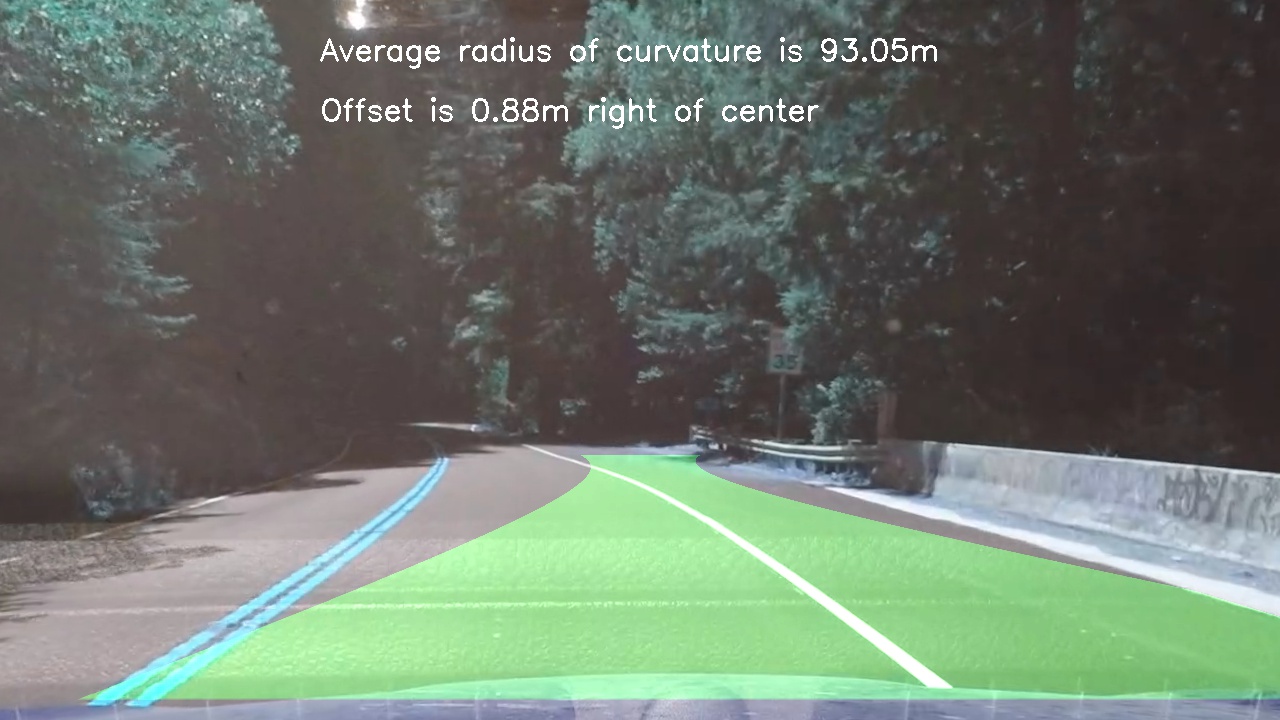 Average radius of curvature is 93.05m
Offset is 0.88m right of center
35